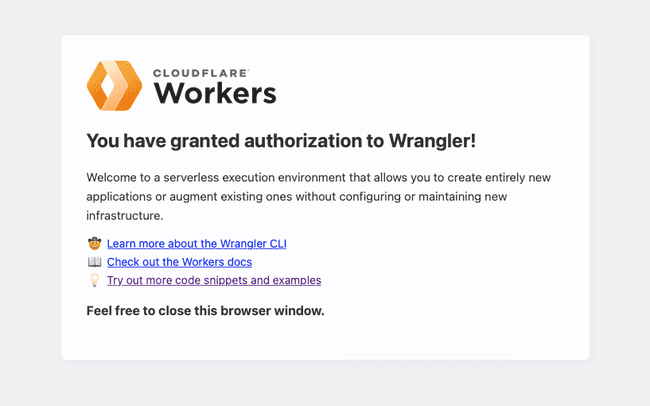 CLOUDFLARE
Workers
You have granted authorization to Wrangler!
Welcome to a serverless execution environment that allows you to create entirely new
applications or augment existing ones without configuring or maintaining new
infrastructure.
Learn more about the Wrangler CLI
Check out the Workers docs
Try out more code snippets and examples
Feel free to close this browser window.